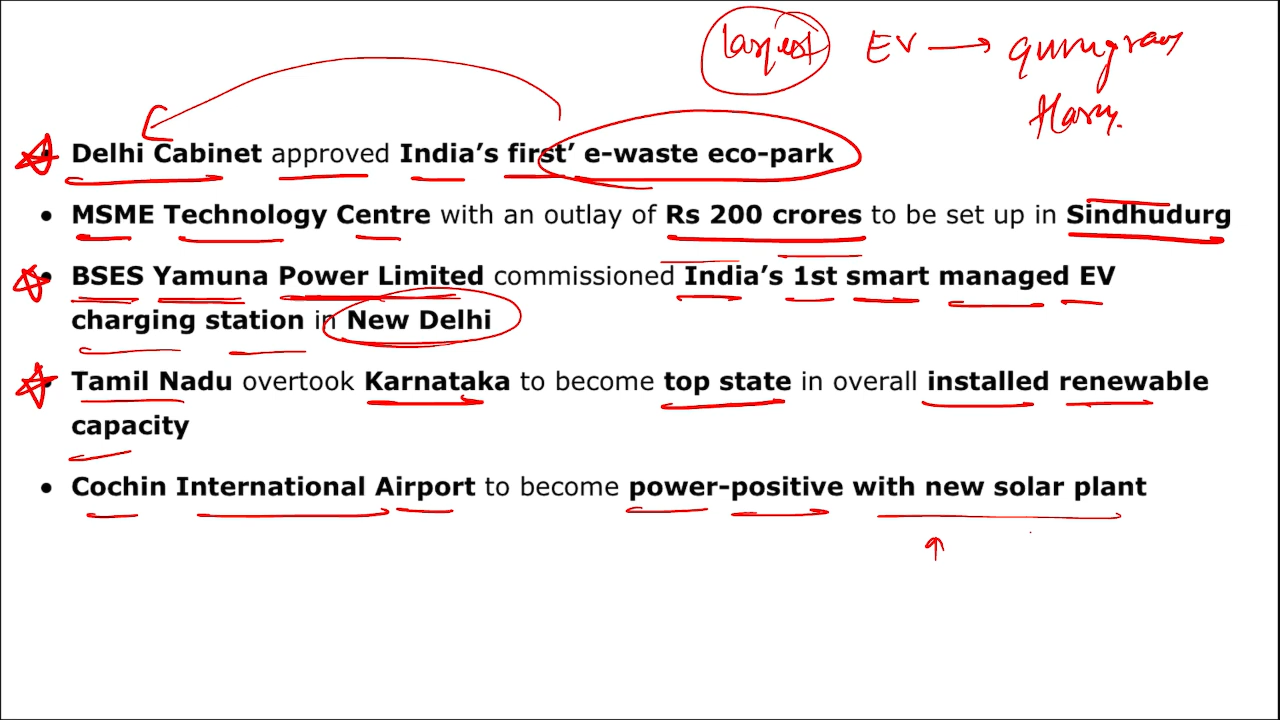 largest EV → gurugram
Hary.
• Delhi Cabinet approved India's first' e-waste eco-park
• MSME Technology Centre with an outlay of Rs 200 crores to be set up in Sindhudurg
• BSES Yamuna Power Limited commissioned India's 1st smart managed EV
charging station in New Delhi
• Tamil Nadu overtook Karnataka to become top state in overall installed renewable
capacity
• Cochin International Airport to become power-positive with new solar plant